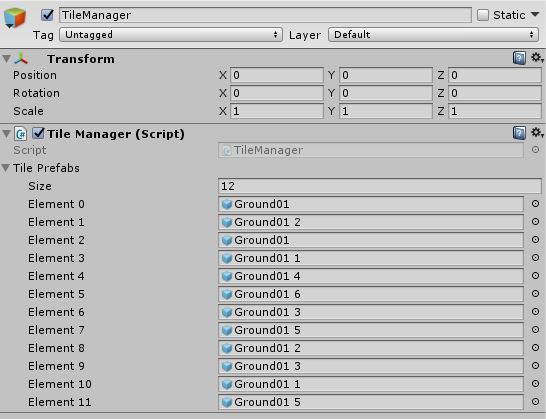 TileManager Static
Tag Untagged Layer Default
Transform
Position X 0 Y 0 Z 0
Rotation X 0 Y 0 Z 0
Scale X 1 Y 1 Z 1
Tile Manager (Script)
Script TileManager
Tile Prefabs
Size 12
Element 0 Ground01
Element 1 Ground01 2
Element 2 Ground01
Element 3 Ground01 1
Element 4 Ground01 4
Element 5 Ground01 6
Element 6 Ground01 3
Element 7 Ground01 5
Element 8 Ground01 2
Element 9 Ground01 3
Element 10 Ground01 1
Element 11 Ground01 5